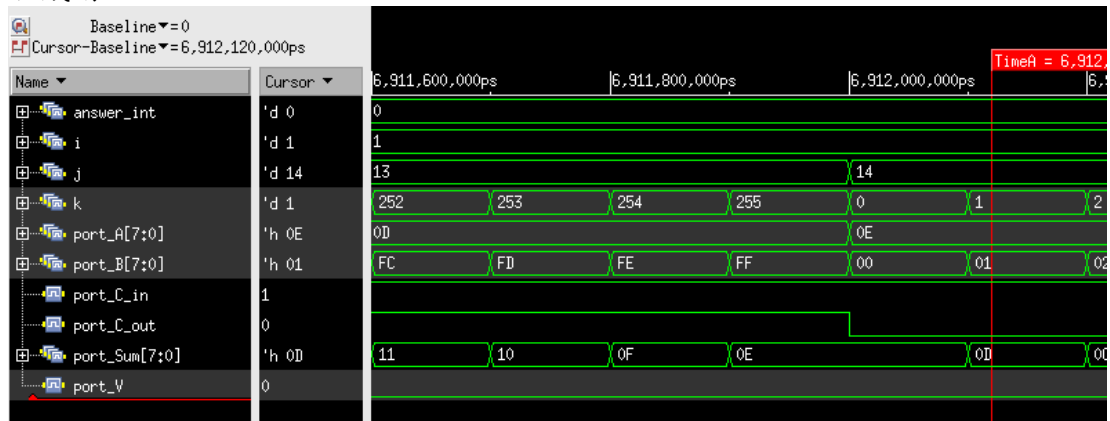 Baseline▼=0
Cursor-Baseline▼=6,912,120,000ps
TimeA = 6,912,
Name ▼ Cursor ▼ 6,911,600,000ps 6,911,800,000ps 6,912,000,000ps
answer_int 'd 0 0
i 'd 1 1
j 'd 14 13 14
k 'd 1 252 253 254 255 0 1 2
port_A[7:0] 'h 0E 0D 0E
port_B[7:0] 'h 01 FC FD FE FF 00 01 02
port_C_in 1
port_C_out 0
port_Sum[7:0] 'h 0D 11 10 0F 0E 0D
port_V 0